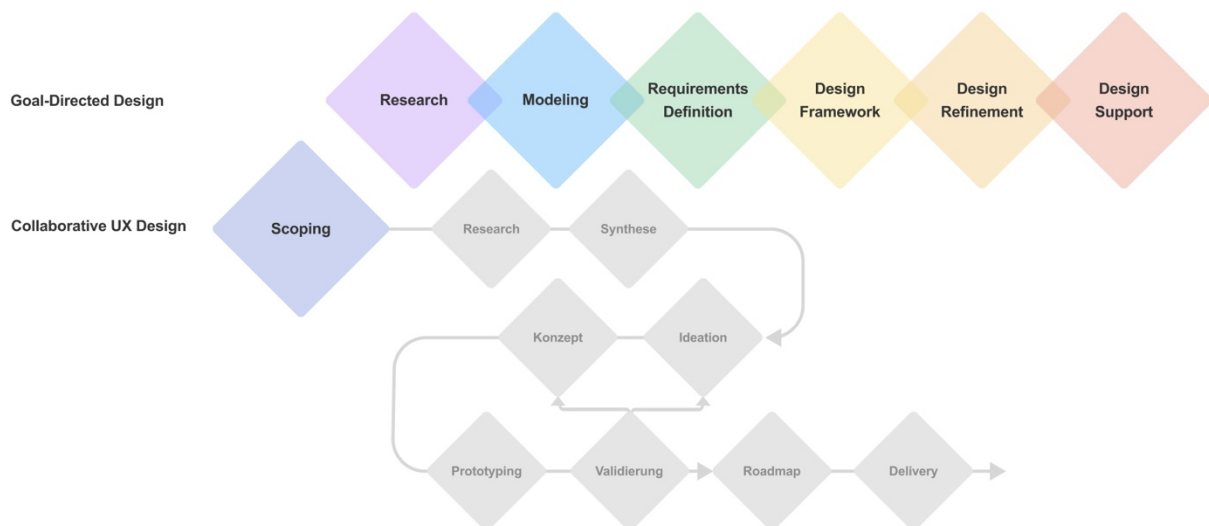 Goal-Directed Design
Research
Modeling
Requirements
Definition
Design
Framework
Design
Refinement
Design
Support
Collaborative UX Design
Scoping
Research
Synthese
Konzept
Ideation
Prototyping
Validierung
Roadmap
Delivery